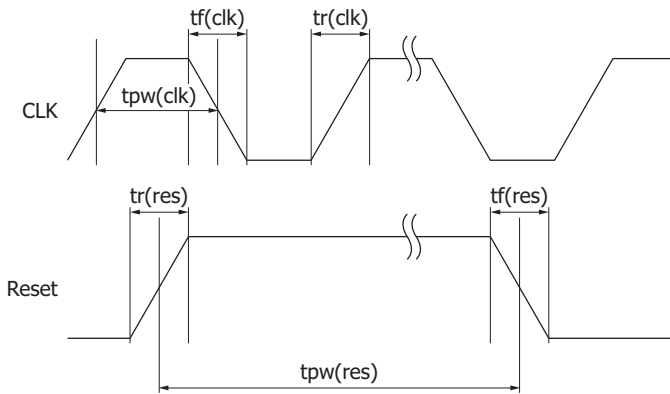 tf(clk) tr(clk)
tpw(clk)
CLK
tr(res) tf(res)
Reset
tpw(res)